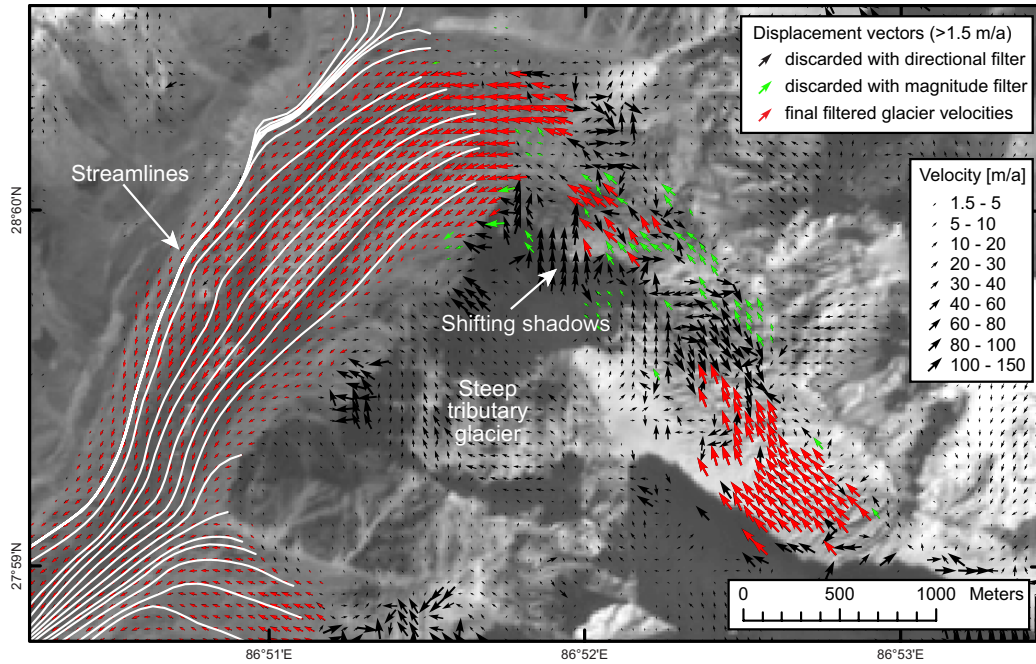 Displacement vectors (>1.5 m/a)
discarded with directional filter
discarded with magnitude filter
final filtered glacier velocities
Velocity [m/a]
1.5 - 5
5 - 10
10 - 20
20 - 30
30 - 40
40 - 60
60 - 80
80 - 100
100 - 150
Streamlines
Shifting shadows
Steep
tributary
glacier
28°60'N
27°59'N
0 500 1000 Meters
86°51'E 86°52'E 86°53'E